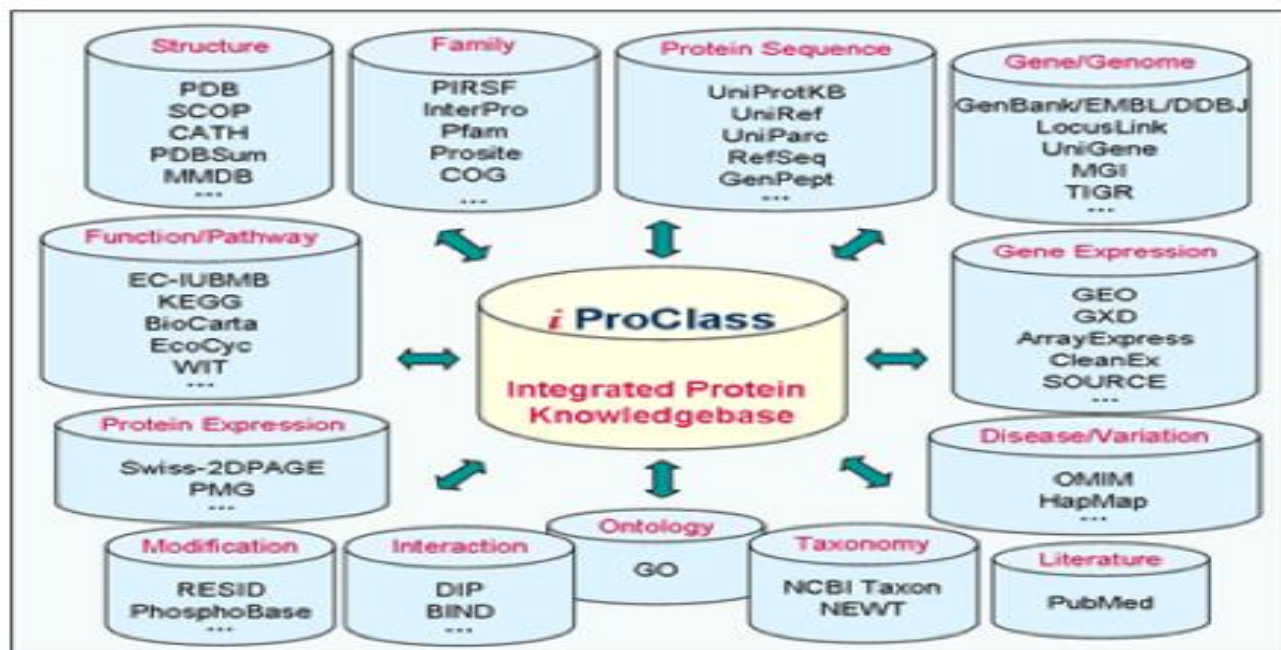 Structure
PDB
SCOP
CATH
PDBSum
MMDB
...
Family
PIRSF
InterPro
Pfam
Prosite
COG
...
Protein Sequence
UniProtKB
UniRef
UniParc
RefSeq
GenPept
...
Gene/Genome
GenBank/EMBL/DDBJ
LocusLink
UniGene
MGI
TIGR
...
Function/Pathway
EC-IUBMB
KEGG
BioCarta
EcoCyc
WIT
...
i ProClass
Integrated Protein
Knowledgebase
Gene Expression
GEO
GXD
ArrayExpress
CleanEx
SOURCE
...
Protein Expression
Swiss-2DPAGE
PMG
...
Disease/Variation
OMIM
HapMap
...
Modification
RESID
PhosphoBase
...
Interaction
DIP
BIND
...
Ontology
GO
Taxonomy
NCBI Taxon
NEWT
Literature
PubMed